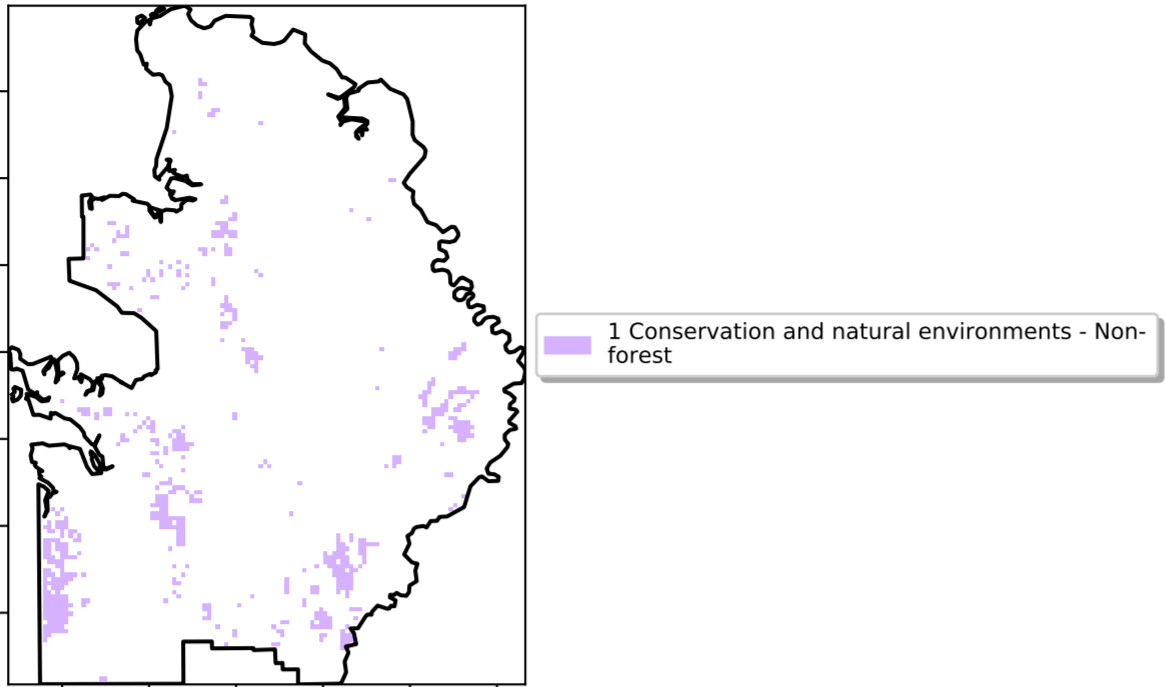 1 Conservation and natural environments - Non-
forest